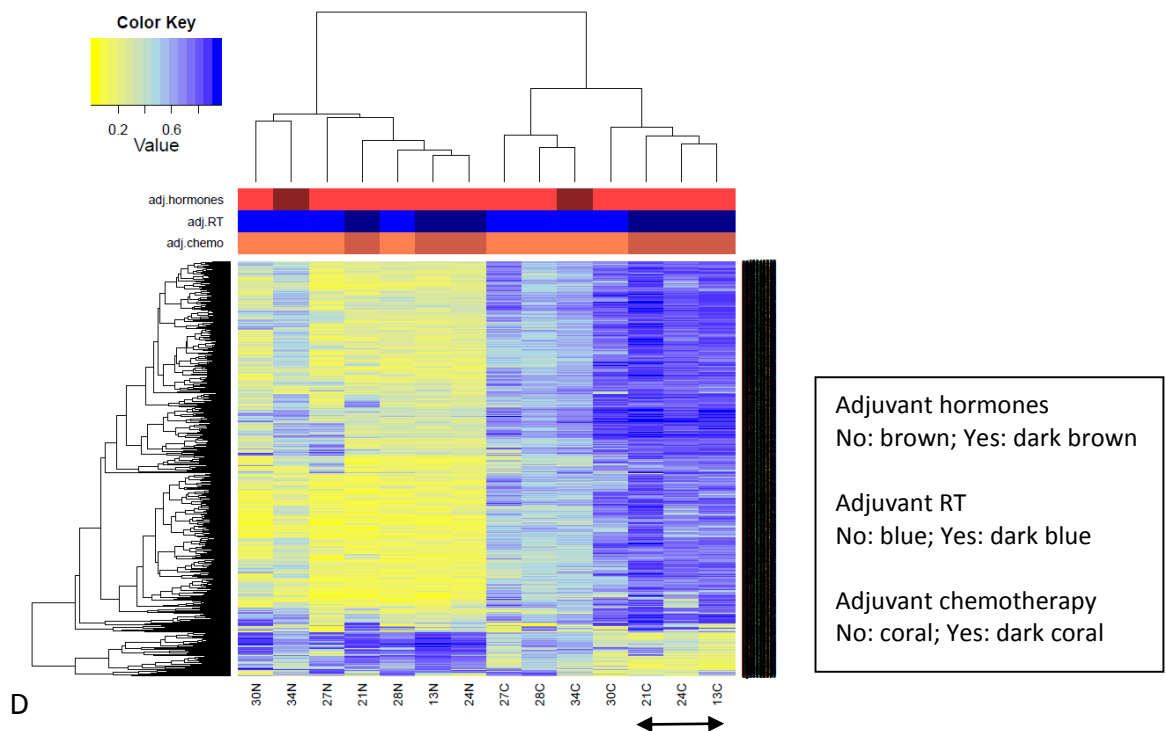 Color Key
0.2 0.6
Value
adj.hormones
adj.RT
adj.chemo
Adjuvant hormones
No: brown; Yes: dark brown
Adjuvant RT
No: blue; Yes: dark blue
Adjuvant chemotherapy
No: coral; Yes: dark coral
30N 34N 27N 21N 28N 13N 24N 27C 28C 34C 30C 21C 24C 13C
D